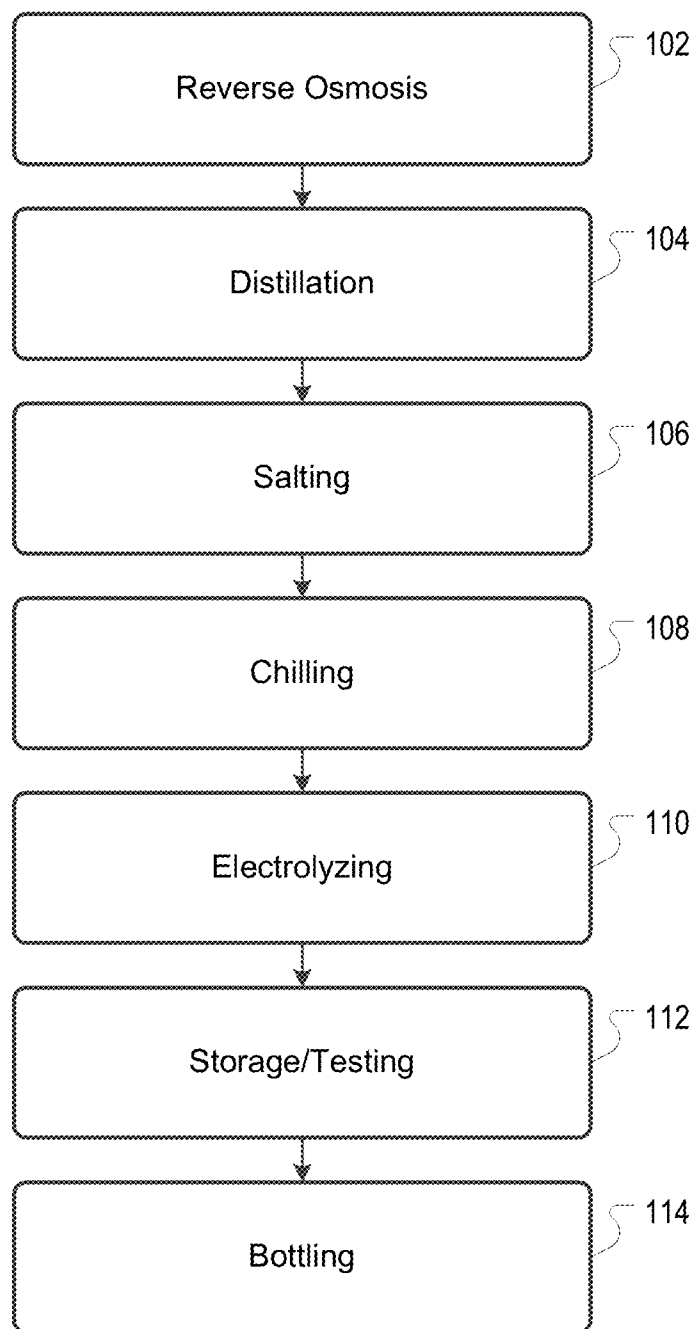 Reverse Osmosis
102
Distillation
104
Salting
106
Chilling
108
Electrolyzing
110
Storage/Testing
112
Bottling
114